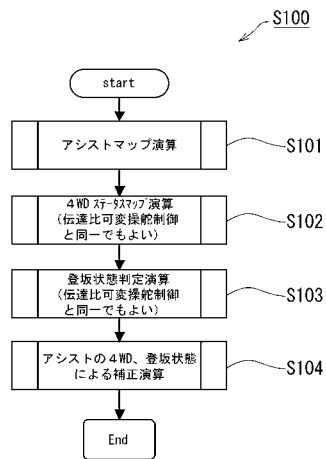 S100
start
アシストマップ演算
S101
4WDステータスマップ演算
(伝達比可変操舵制御
と同一でもよい)
S102
登坂状態判定演算
(伝達比可変操舵制御
と同一でもよい)
S103
アシストの4WD、登坂状態
による補正演算
S104
End